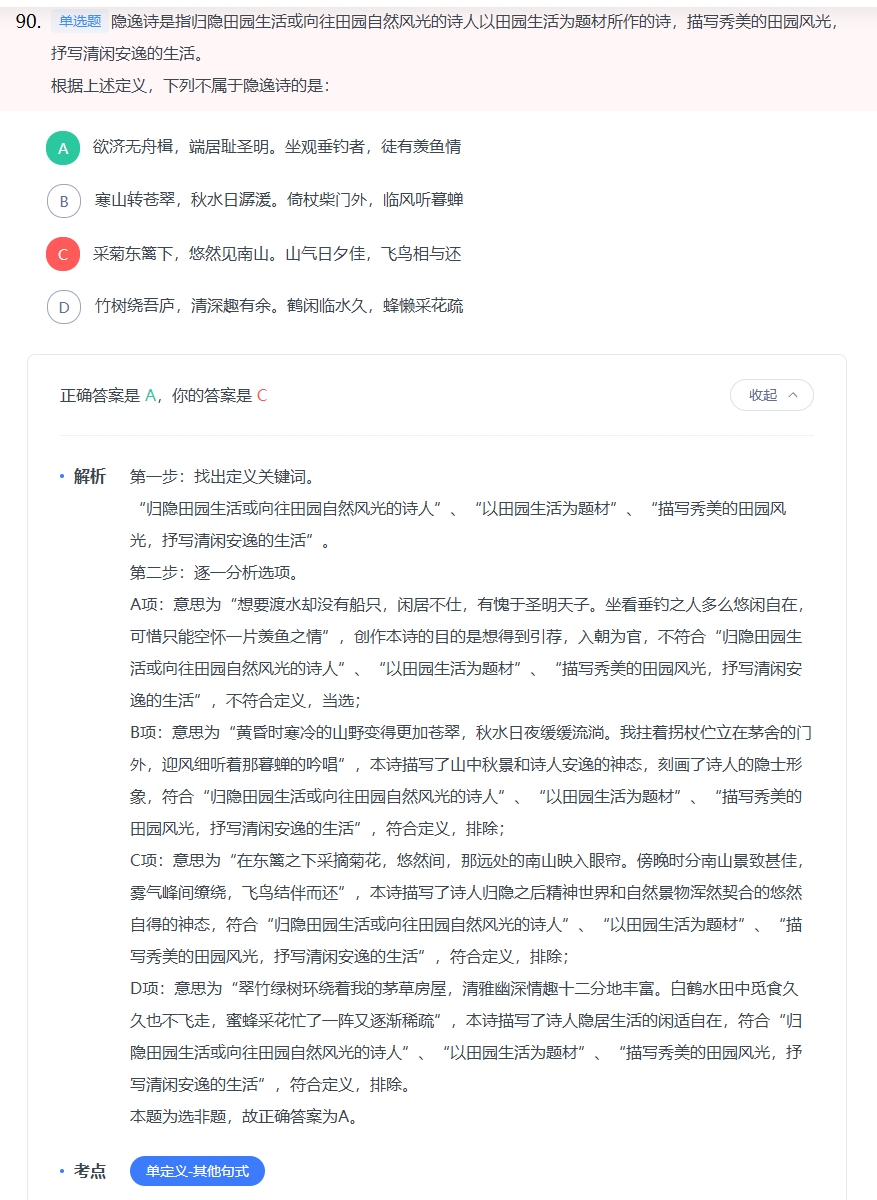 90. 单选题 隐逸诗是指归隐田园生活或向往田园自然风光的诗人以田园生活为题材所作的诗，描写秀美的田园风光，
抒写清闲安逸的生活。
根据上述定义，下列不属于隐逸诗的是：
A 欲济无舟楫，端居耻圣明。坐观垂钓者，徒有羡鱼情
B 寒山转苍翠，秋水日潺湲。倚杖柴门外，临风听暮蝉
C 采菊东篱下，悠然见南山。山气日夕佳，飞鸟相与还
D 竹树绕吾庐，清深趣有余。鹤闲临水久，蜂懒采花疏
正确答案是 A，你的答案是 C
收起
· 解析 第一步：找出定义关键词。
“归隐田园生活或向往田园自然风光的诗人”、“以田园生活为题材”、“描写秀美的田园风
光，抒写清闲安逸的生活”。
第二步：逐一分析选项。
A项：意思为“想要渡水却没有船只，闲居不仕，有愧于圣明天子。坐看垂钓之人多么悠闲自在，
可惜只能空怀一片羡鱼之情”，创作本诗的目的是想得到引荐，入朝为官，不符合“归隐田园生
活或向往田园自然风光的诗人”、“以田园生活为题材”、“描写秀美的田园风光，抒写清闲安
逸的生活”，不符合定义，当选；
B项：意思为“黄昏时寒冷的山野变得更加苍翠，秋水日夜缓缓流淌。我拄着拐杖伫立在茅舍的门
外，迎风细听着那暮蝉的吟唱”，本诗描写了山中秋景和诗人安逸的神态，刻画了诗人的隐士形
象，符合“归隐田园生活或向往田园自然风光的诗人”、“以田园生活为题材”、“描写秀美的
田园风光，抒写清闲安逸的生活”，符合定义，排除；
C项：意思为“在东篱之下采摘菊花，悠然间，那远处的南山映入眼帘。傍晚时分南山景致甚佳，
雾气峰间缭绕，飞鸟结伴而还”，本诗描写了诗人归隐之后精神世界和自然景物浑然契合的悠然
自得的神态，符合“归隐田园生活或向往田园自然风光的诗人”、“以田园生活为题材”、“描
写秀美的田园风光，抒写清闲安逸的生活”，符合定义，排除；
D项：意思为“翠竹绿树环绕着我的茅草房屋，清雅幽深情趣十二分地丰富。白鹤水田中觅食久
久也不飞走，蜜蜂采花忙了一阵又逐渐稀疏”，本诗描写了诗人隐居生活的闲适自在，符合“归
隐田园生活或向往田园自然风光的诗人”、“以田园生活为题材”、“描写秀美的田园风光，抒
写清闲安逸的生活”，符合定义，排除。
本题为选非题，故正确答案为A。
· 考点 单定义-其他句式